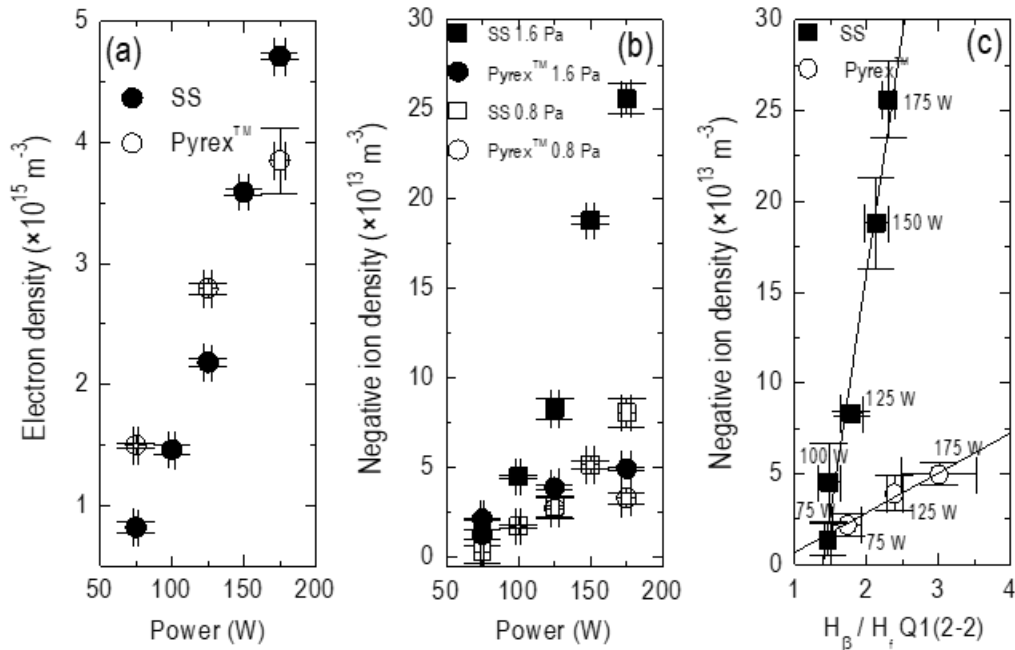 (a)
SS
Pyrex™
Electron density (×10¹⁵ m⁻³)
5
4
3
2
1
50 100 150 200
Power (W)
(b)
SS 1.6 Pa
Pyrex™ 1.6 Pa
SS 0.8 Pa
Pyrex™ 0.8 Pa
Negative ion density (×10¹³ m⁻³)
30
25
20
15
10
5
0
50 100 150 200
Power (W)
(c)
SS
Pyrex™
Negative ion density (×10¹³ m⁻³)
30
25
20
15
10
5
0
175 W
150 W
125 W
100 W
175 W
75 W
125 W
75 W
1 2 3 4
Hβ / Hf Q1(2-2)